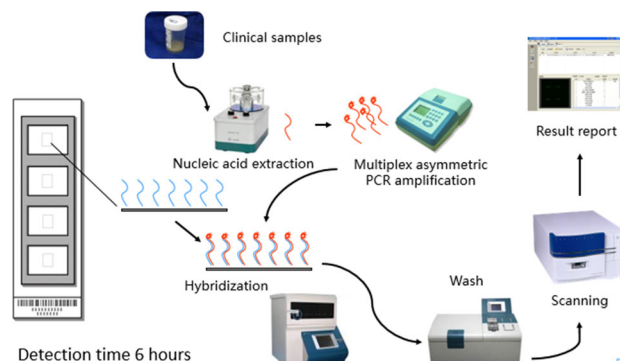 Clinical samples
Nucleic acid extraction
Multiplex asymmetric
PCR amplification
Result report
Hybridization
Wash
Scanning
Detection time 6 hours